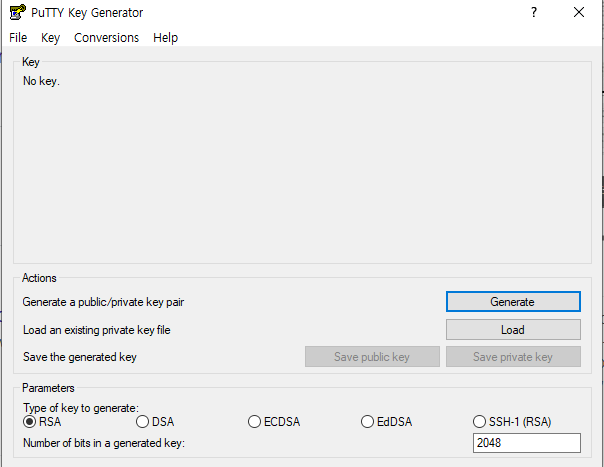 PuTTY Key Generator
File Key Conversions Help
Key
No key.
Actions
Generate a public/private key pair Generate
Load an existing private key file Load
Save the generated key Save public key Save private key
Parameters
Type of key to generate:
RSA DSA ECDSA EdDSA SSH-1 (RSA)
Number of bits in a generated key: 2048